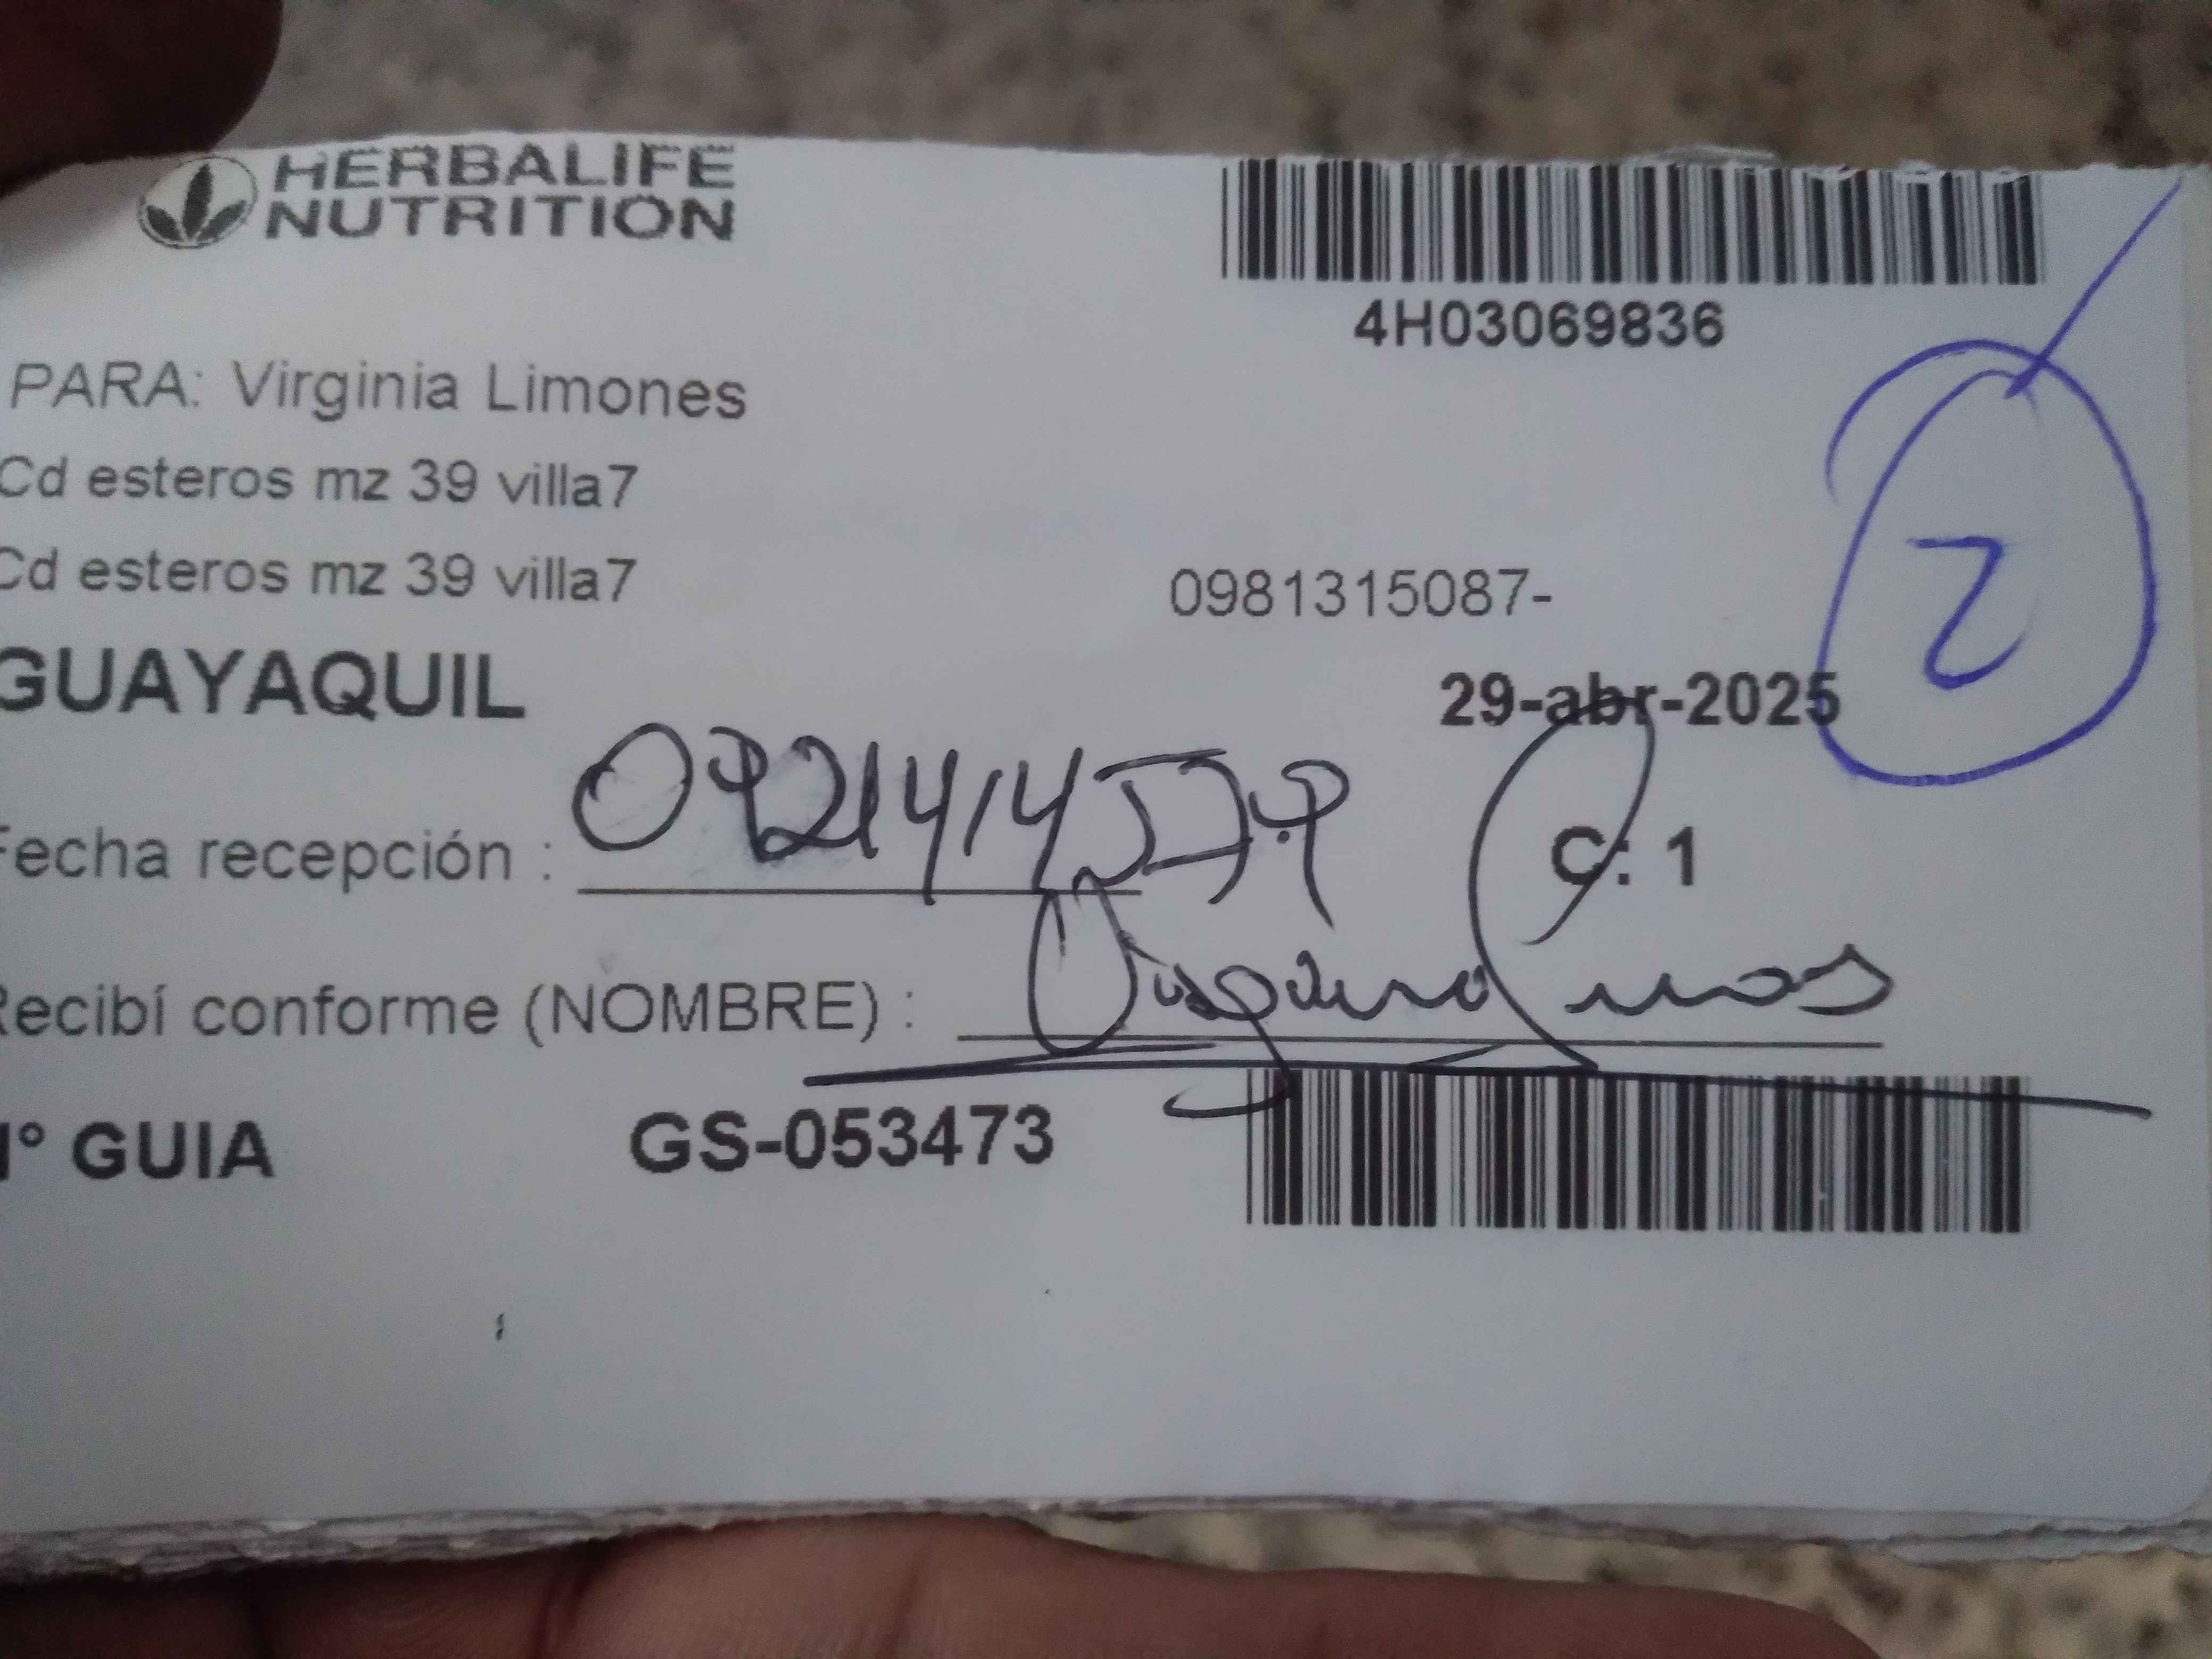 HERBALIFE
NUTRITION
4H03069836
PARA: Virginia Limones
Cd esteros mz 39 villa7
Cd esteros mz 39 villa7
0981315087-
2
GUAYAQUIL
29-abr-2025
Fecha recepción :
C: 1
Recibí conforme (NOMBRE) :
N° GUIA GS-053473